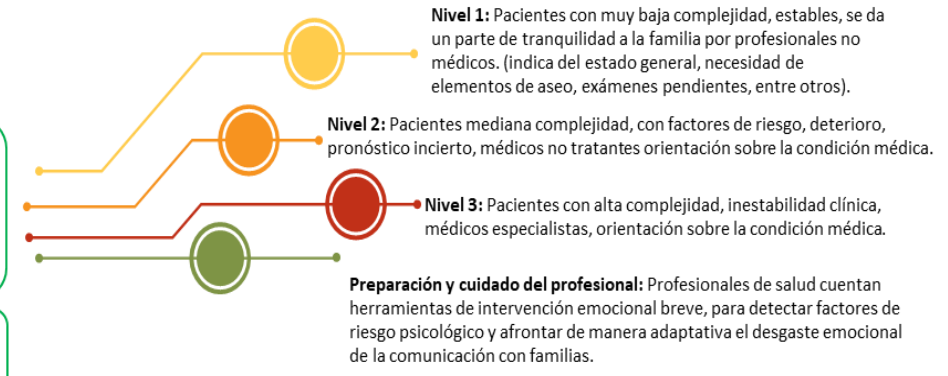 Nivel 1: Pacientes con muy baja complejidad, estables, se da
un parte de tranquilidad a la familia por profesionales no
médicos. (indica del estado general, necesidad de
elementos de aseo, exámenes pendientes, entre otros).
Nivel 2: Pacientes mediana complejidad, con factores de riesgo, deterioro,
pronóstico incierto, médicos no tratantes orientación sobre la condición médica.
Nivel 3: Pacientes con alta complejidad, inestabilidad clínica,
médicos especialistas, orientación sobre la condición médica.
Preparación y cuidado del profesional: Profesionales de salud cuentan
herramientas de intervención emocional breve, para detectar factores de
riesgo psicológico y afrontar de manera adaptativa el desgaste emocional
de la comunicación con familias.